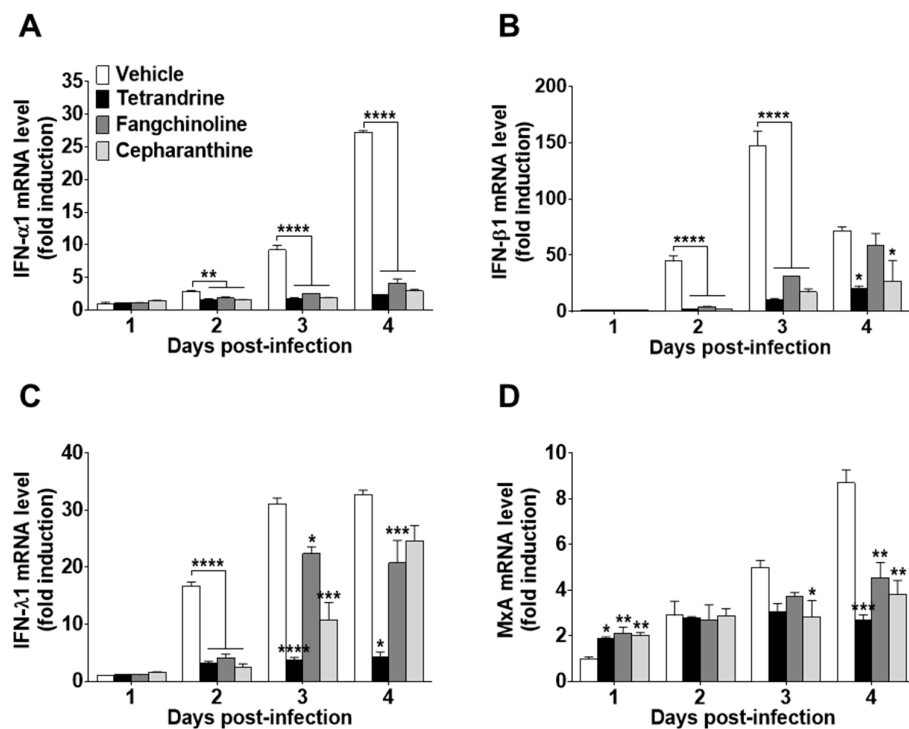 A
IFN-α1 mRNA level
(fold induction)
35
30
25
20
15
10
5
0
Vehicle
Tetrandrine
Fangchinoline
Cepharanthine
**
****
****
1 2 3 4
Days post-infection
B
IFN-β1 mRNA level
(fold induction)
200
150
100
50
0
****
****
* *
1 2 3 4
Days post-infection
C
IFN-λ1 mRNA level
(fold induction)
40
30
20
10
0
****
****
*
***
*
***
1 2 3 4
Days post-infection
D
MxA mRNA level
(fold induction)
10
8
6
4
2
0
* ** **
*
*** ** **
1 2 3 4
Days post-infection